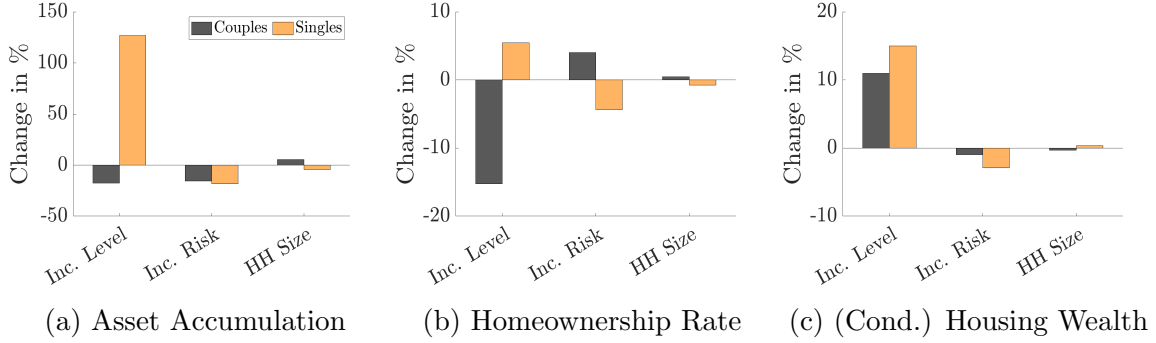 Change in %
150
100
50
0
-50
Couples
Singles
Inc. Level
Inc. Risk
HH Size
(a) Asset Accumulation
Change in %
10
0
-10
-20
Inc. Level
Inc. Risk
HH Size
(b) Homeownership Rate
Change in %
20
10
0
-10
Inc. Level
Inc. Risk
HH Size
(c) (Cond.) Housing Wealth